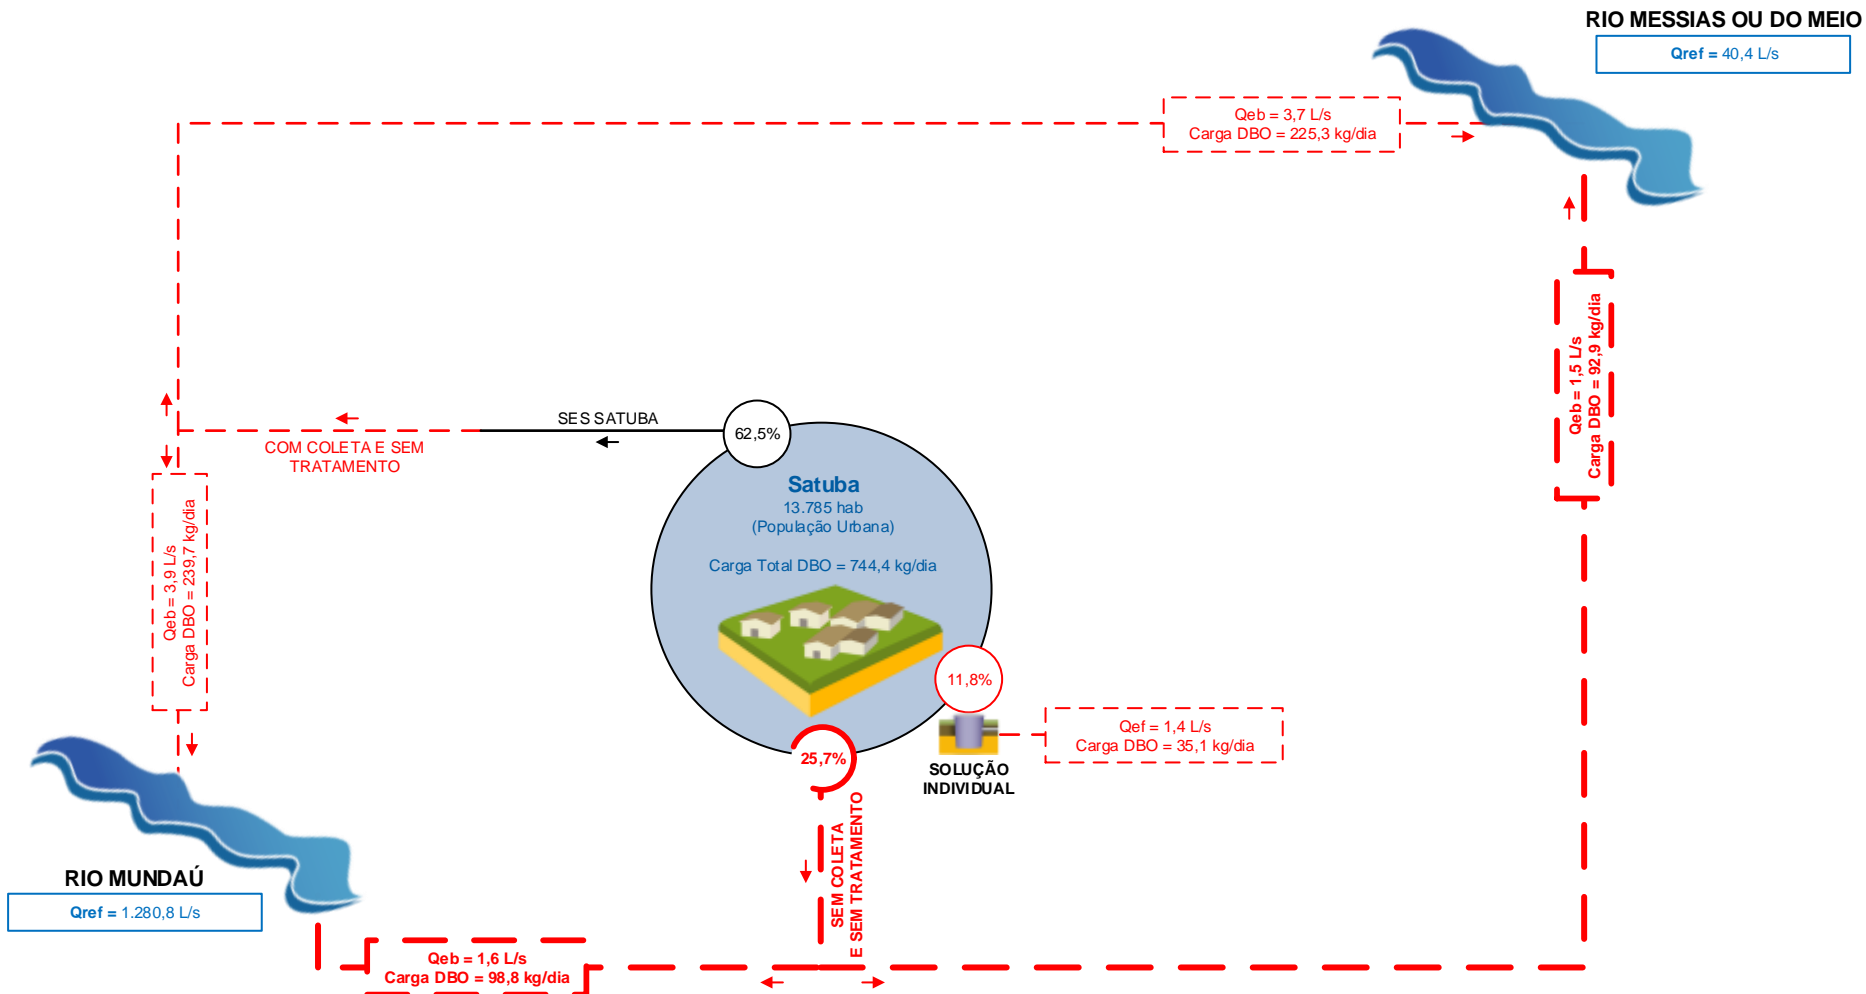 RIO MESSIAS OU DO MEIO
Qref = 40,4 L/s
Qeb = 3,7 L/s
Carga DBO = 225,3 kg/dia
Qeb = 1,5 L/s
Carga DBO = 92,9 kg/dia
SES SATUBA
62,5%
COM COLETA E SEM
TRATAMENTO
Satuba
13.785 hab
(População Urbana)
Carga Total DBO = 744,4 kg/dia
Qeb = 3,9 L/s
Carga DBO = 239,7 kg/dia
11,8%
Qef = 1,4 L/s
Carga DBO = 35,1 kg/dia
SOLUÇÃO
INDIVIDUAL
25,7%
SEM COLETA
E SEM TRATAMENTO
RIO MUNDAÚ
Qref = 1.280,8 L/s
Qeb = 1,6 L/s
Carga DBO = 98,8 kg/dia